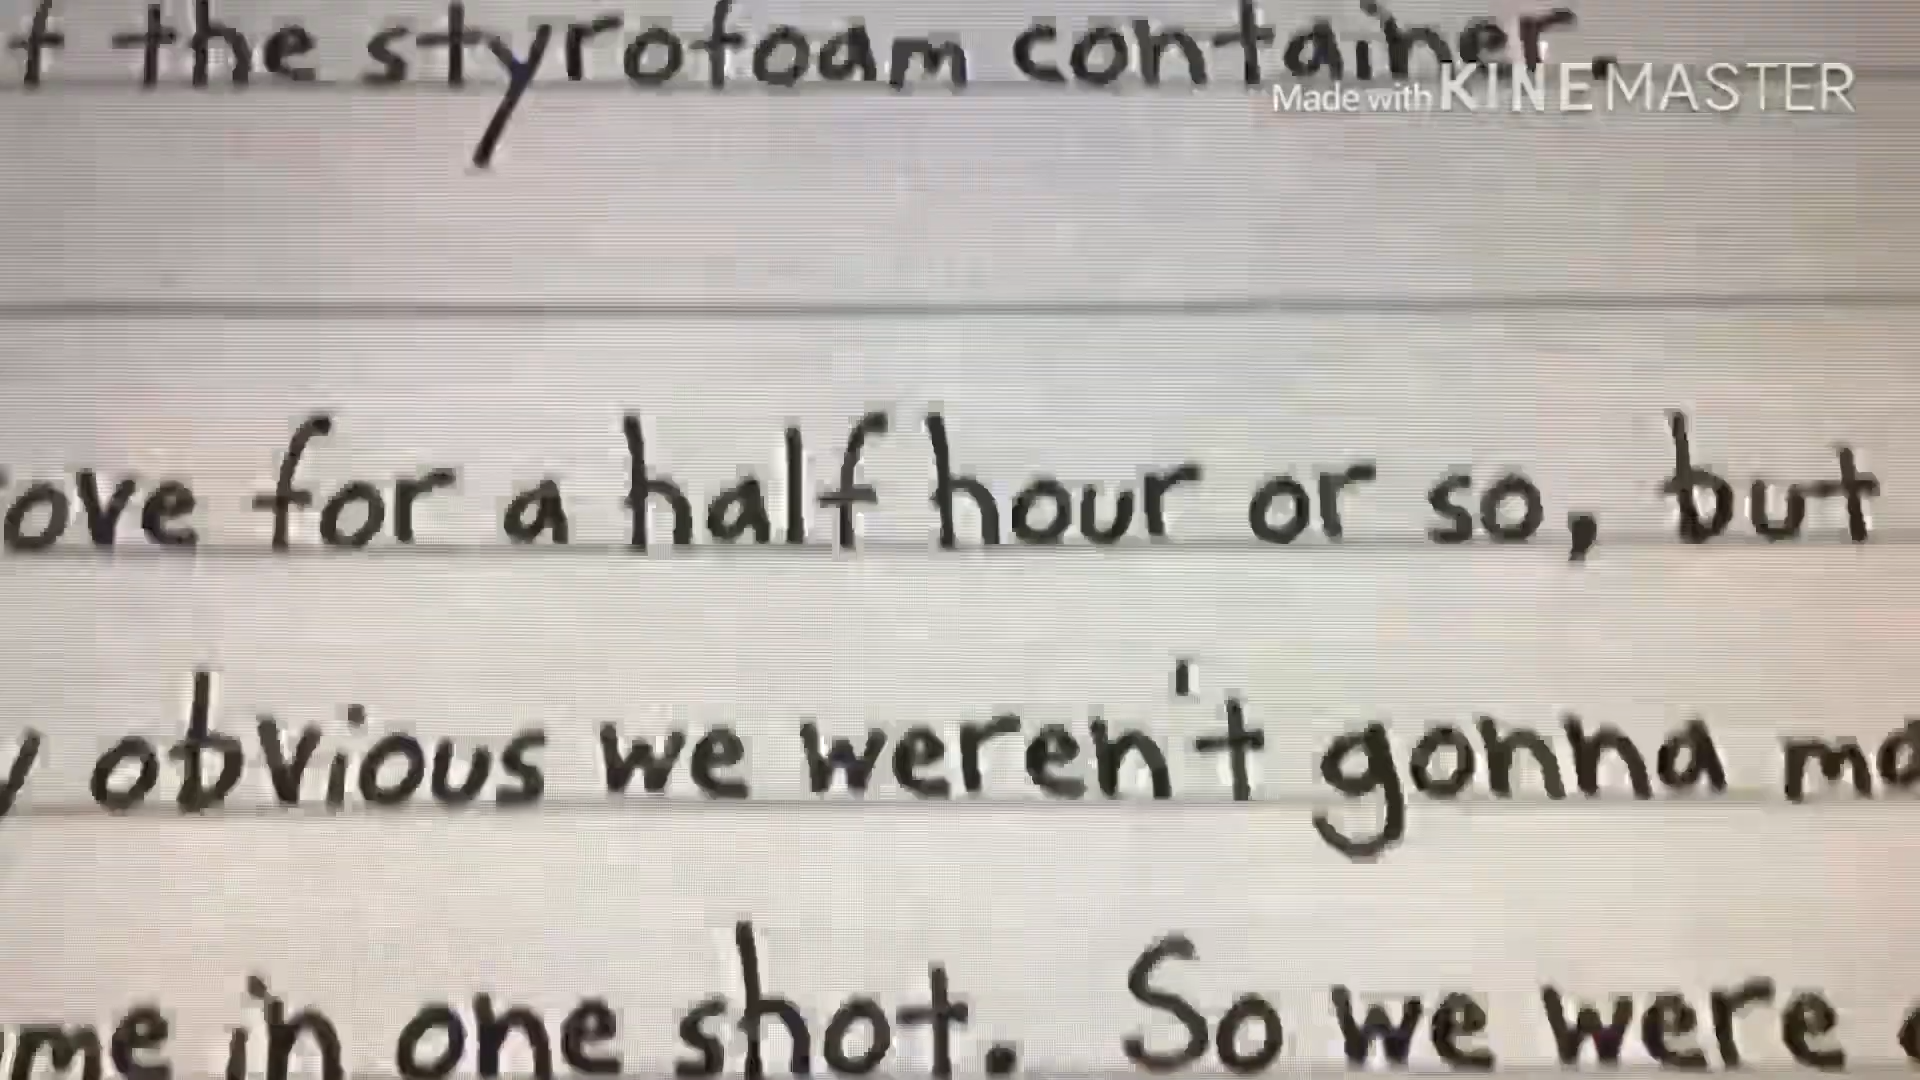 the styrofoam container.
Made with KINEMASTER
for a half hour or so, but
obvious we weren't gonna
in one shot. So we were